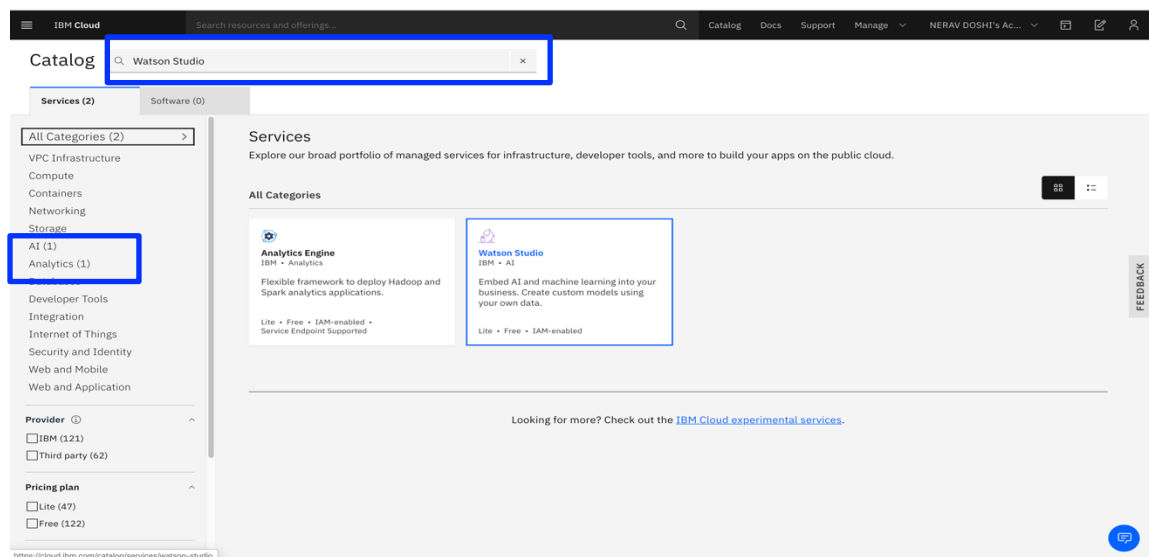 IBM Cloud
Search resources and offerings...
Catalog
Docs
Support
Manage
NERAV DOSHI's Ac...
Catalog
Watson Studio
Services (2)
Software (0)
All Categories (2)
VPC Infrastructure
Compute
Containers
Networking
Storage
AI (1)
Analytics (1)
Developer Tools
Integration
Internet of Things
Security and Identity
Web and Mobile
Web and Application
Provider
IBM (121)
Third party (62)
Pricing plan
Lite (47)
Free (122)
https://cloud.ibm.com/catalog/services/watson-studio
Services
Explore our broad portfolio of managed services for infrastructure, developer tools, and more to build your apps on the public cloud.
All Categories
Analytics Engine
IBM • Analytics
Flexible framework to deploy Hadoop and
Spark analytics applications.
Lite • Free • IAM-enabled •
Service Endpoint Supported
Watson Studio
IBM • AI
Embed AI and machine learning into your
business. Create custom models using
your own data.
Lite • Free • IAM-enabled
Looking for more? Check out the IBM Cloud experimental services.
FEEDBACK